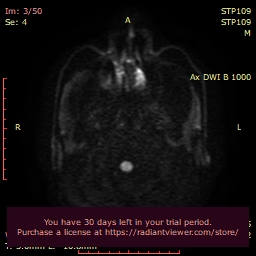 Im: 3/50
Se: 4
STP109
STP109
M
A
Ax DWI B 1000
R
L
You have 30 days left in your trial period.
Purchase a license at https://radiantviewer.com/store/